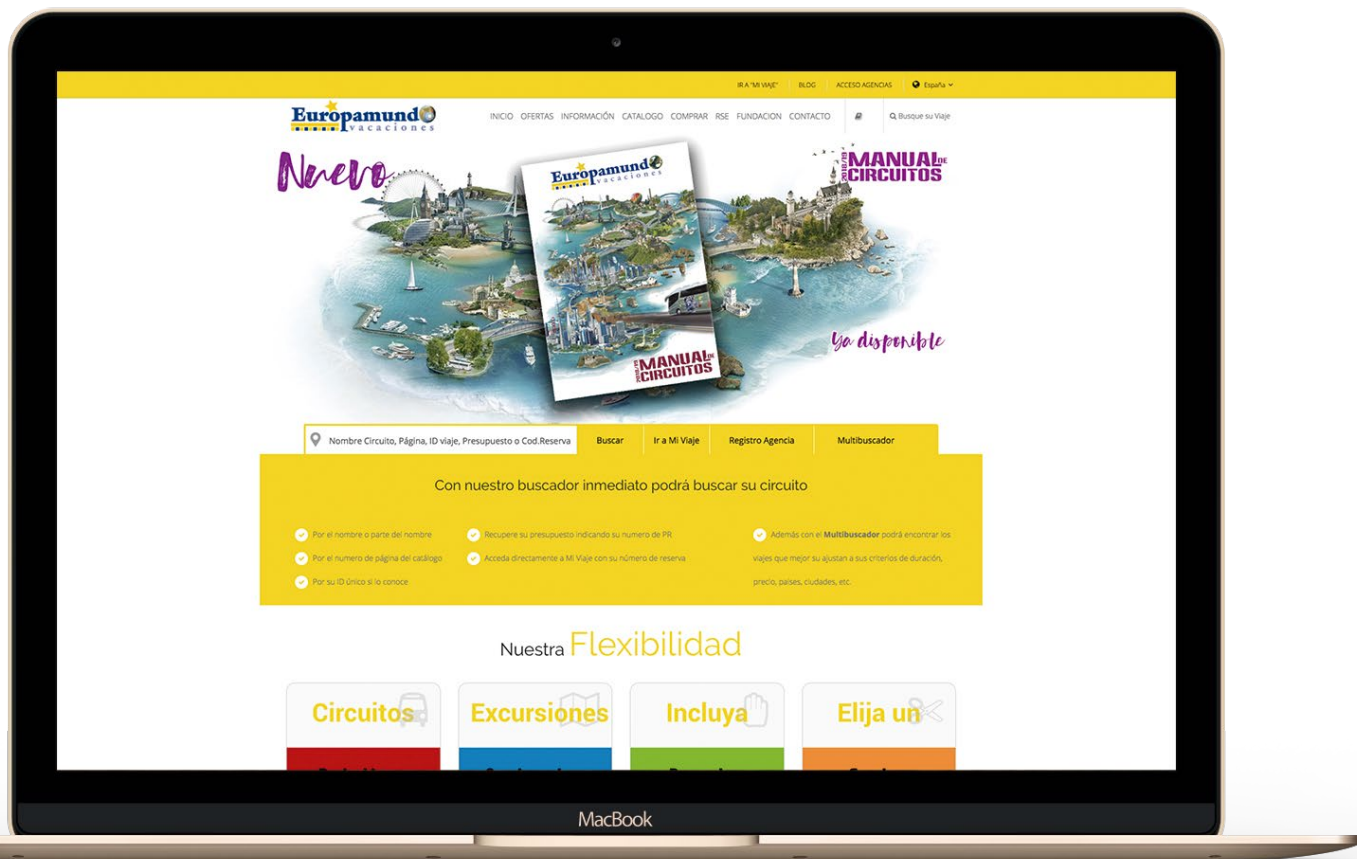 IR A "MI VIAJE" BLOG ACCESO AGENCIAS España
Europamundo
vacaciones
INICIO OFERTAS INFORMACIÓN CATALOGO COMPRAR RSE FUNDACION CONTACTO Busque su Viaje
Nuevo
2018/19 MANUAL DE
CIRCUITOS
Europamundo
vacaciones
2018/19 MANUAL DE
CIRCUITOS
Ya disponible
Nombre Circuito, Página, ID viaje, Presupuesto o Cod.Reserva Buscar Ir a Mi Viaje Registro Agencia Multibuscador
Con nuestro buscador inmediato podrá buscar su circuito
Por el nombre o parte del nombre Recupere su presupuesto indicando su numero de PR Además con el Multibuscador podrá encontrar los
Por el numero de página del catálogo Acceda directamente a Mi Viaje con su número de reserva viajes que mejor su ajustan a sus criterios de duración,
Por su ID único si lo conoce precio, paises, ciudades, etc.
Nuestra Flexibilidad
Circuitos Excursiones Incluya Elija un
MacBook